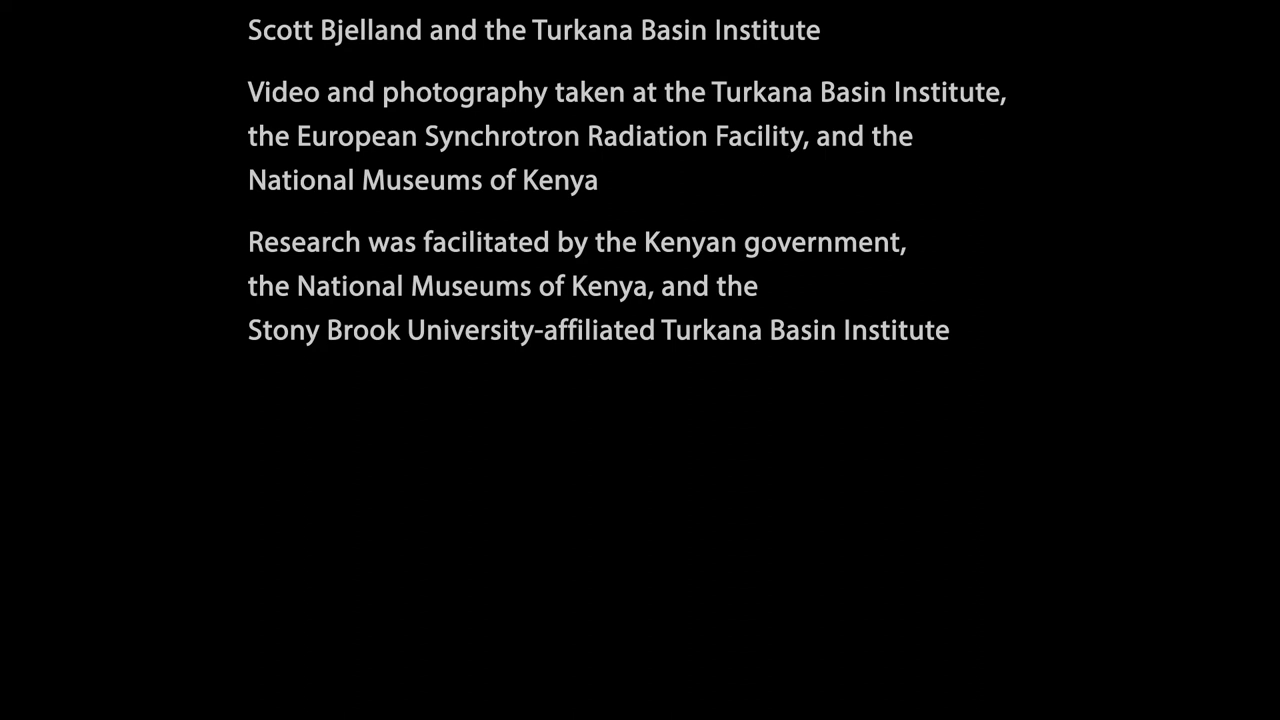 Scott Bjelland and the Turkana Basin Institute
Video and photography taken at the Turkana Basin Institute,
the European Synchrotron Radiation Facility, and the
National Museums of Kenya
Research was facilitated by the Kenyan government,
the National Museums of Kenya, and the
Stony Brook University-affiliated Turkana Basin Institute